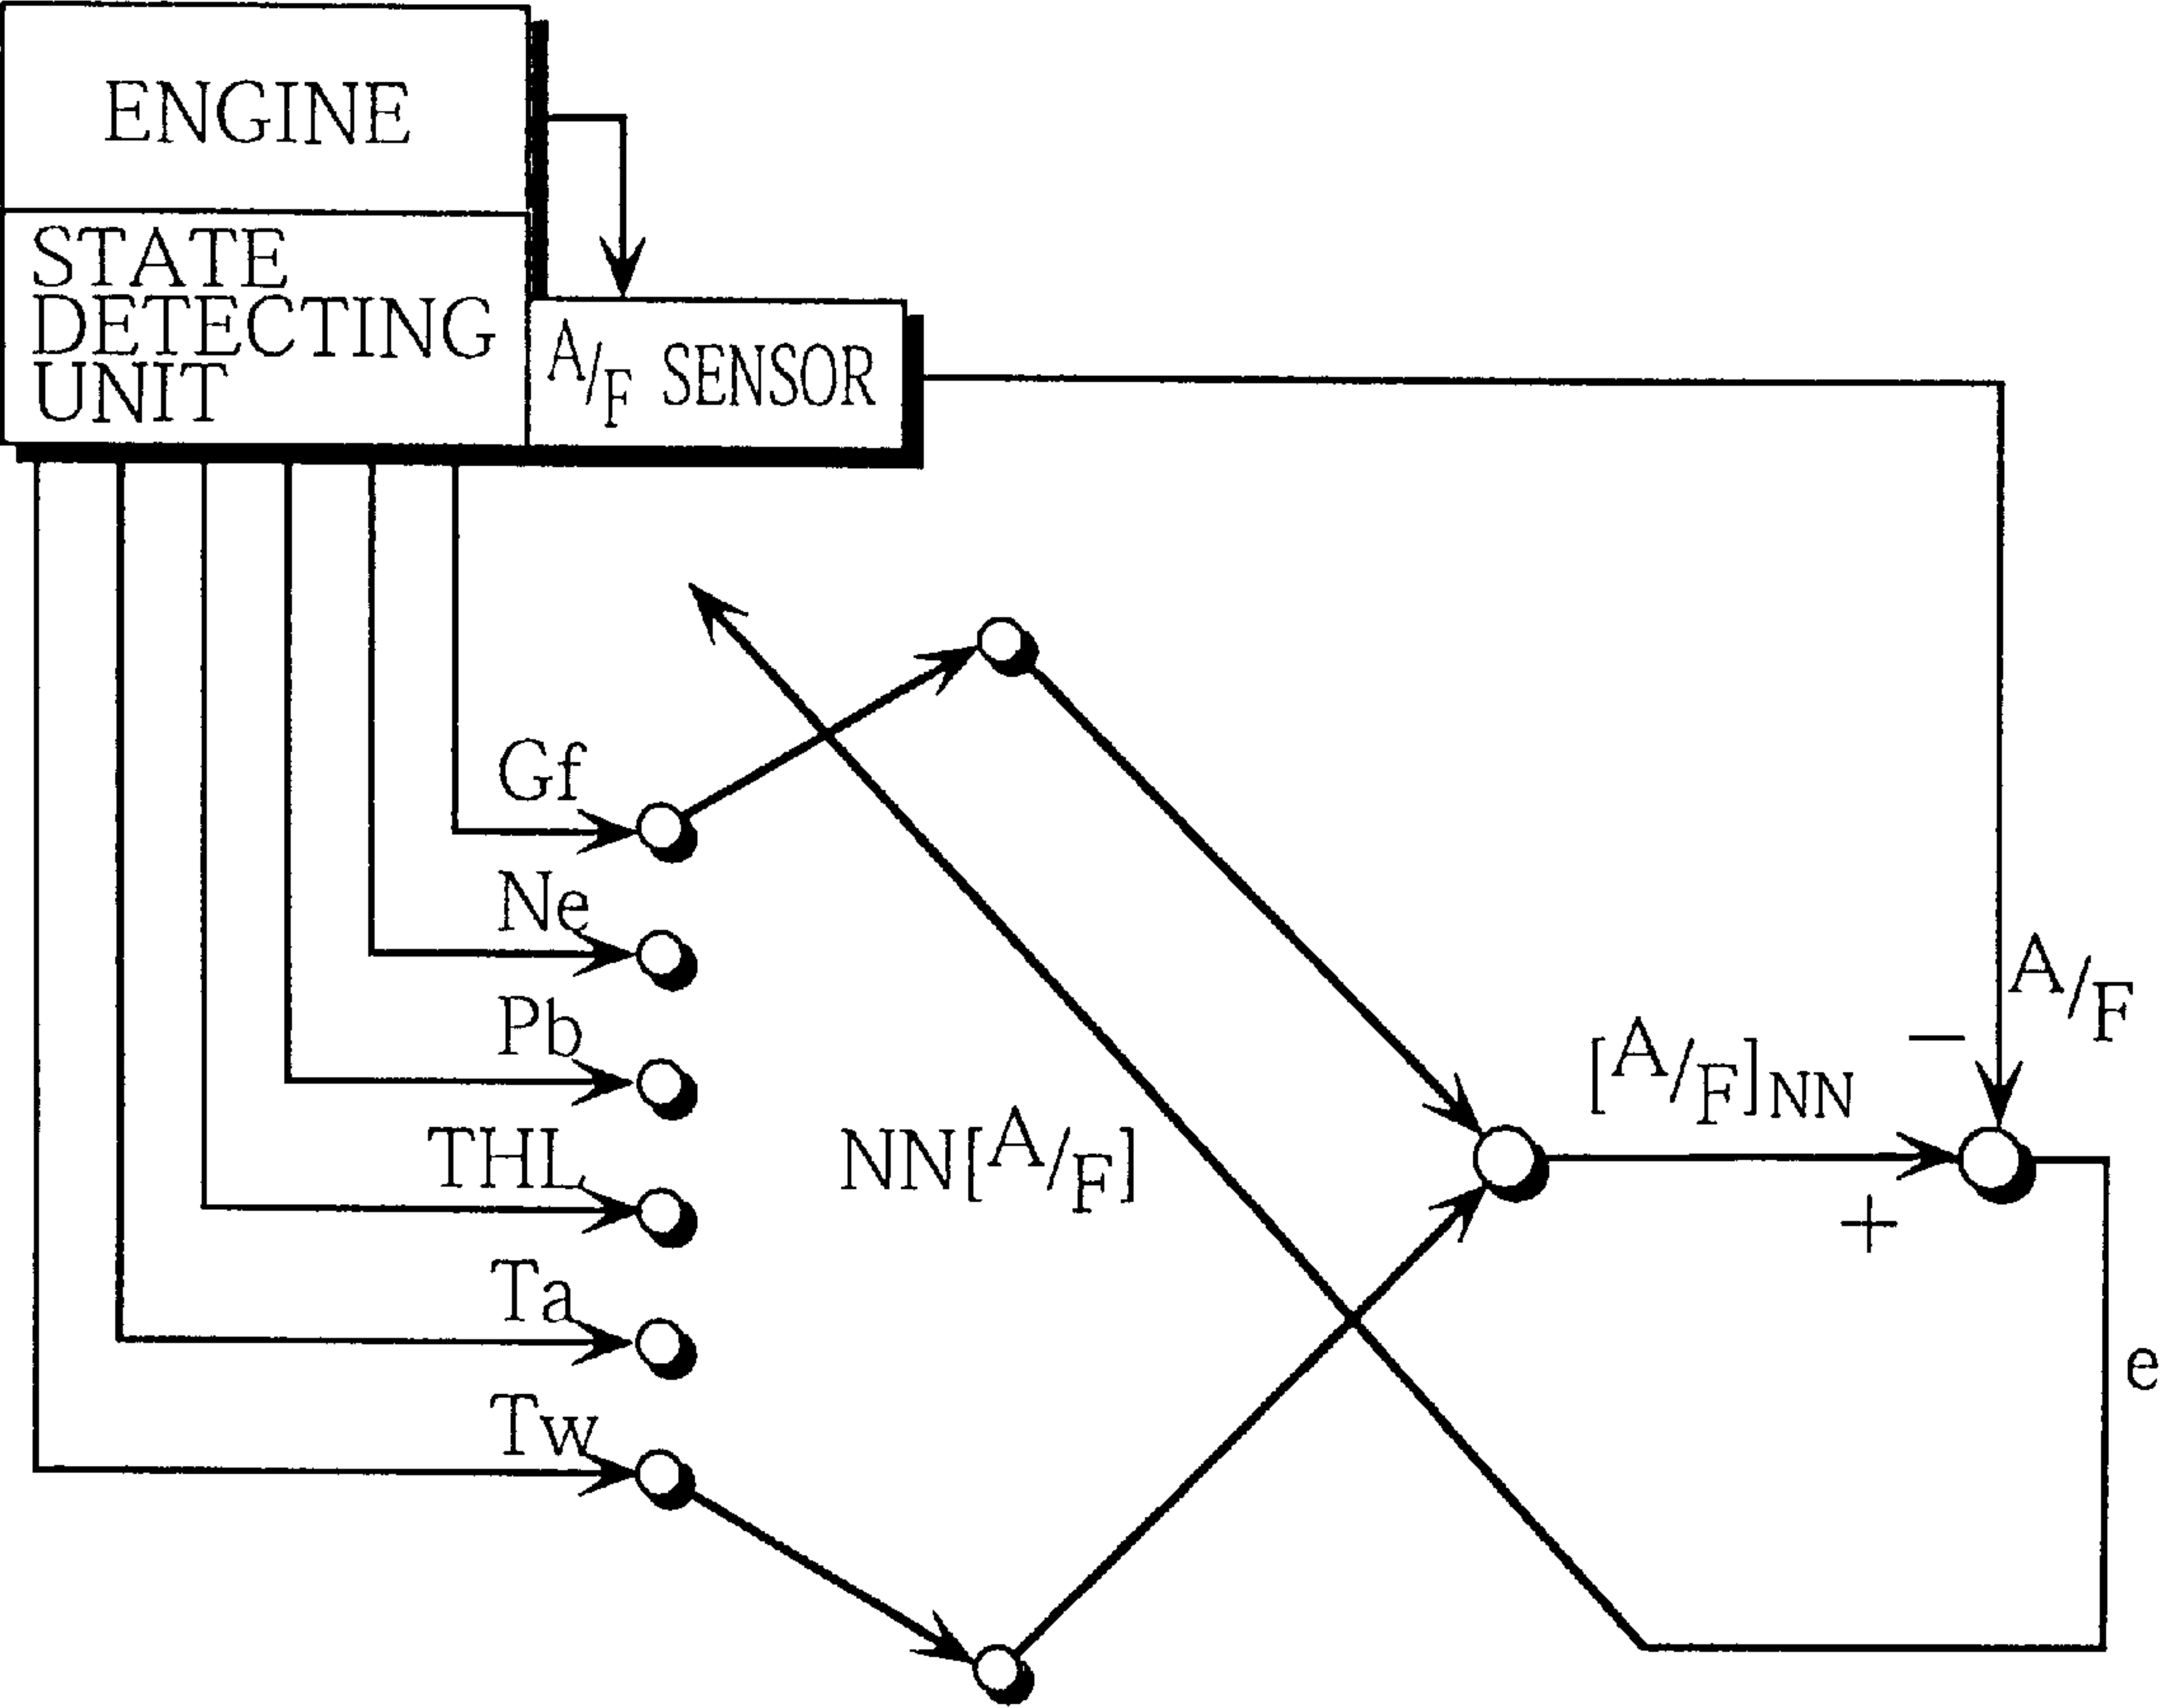 ENGINE
STATE
DETECTING
UNIT
A/F SENSOR
Gf
Ne
Pb
THL
Ta
Tw
NN[A/F]
[A/F]NN
A/F
−
+
e